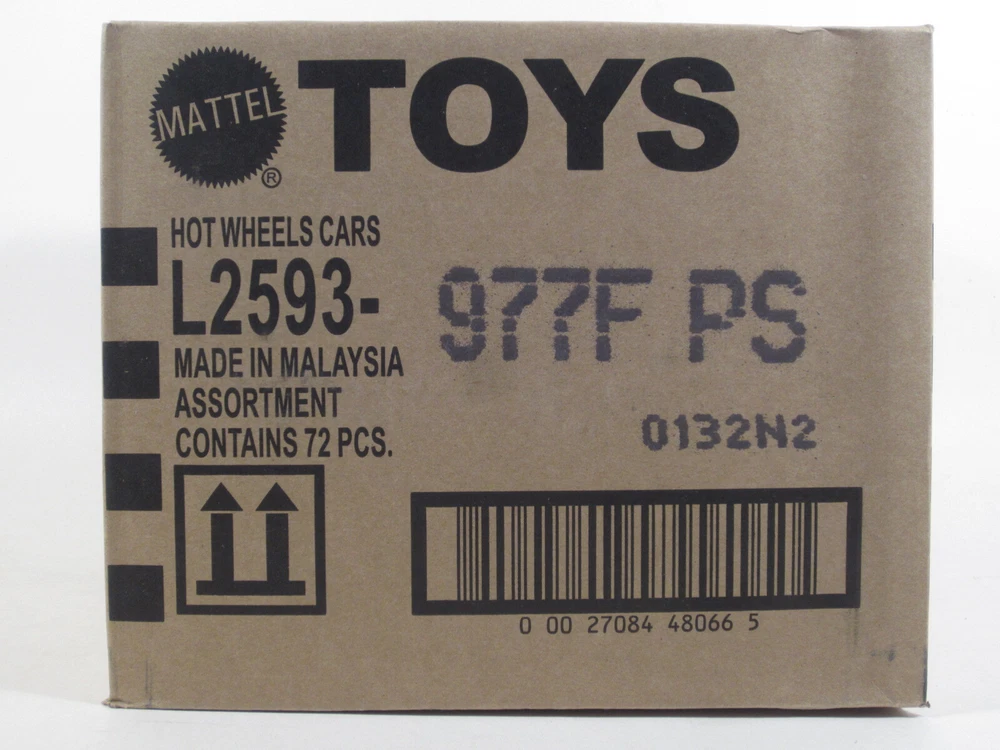 MATTEL® TOYS
HOT WHEELS CARS
L2593-
977F PS
MADE IN MALAYSIA
ASSORTMENT
CONTAINS 72 PCS.
0132N2
0 00 27084 48066 5